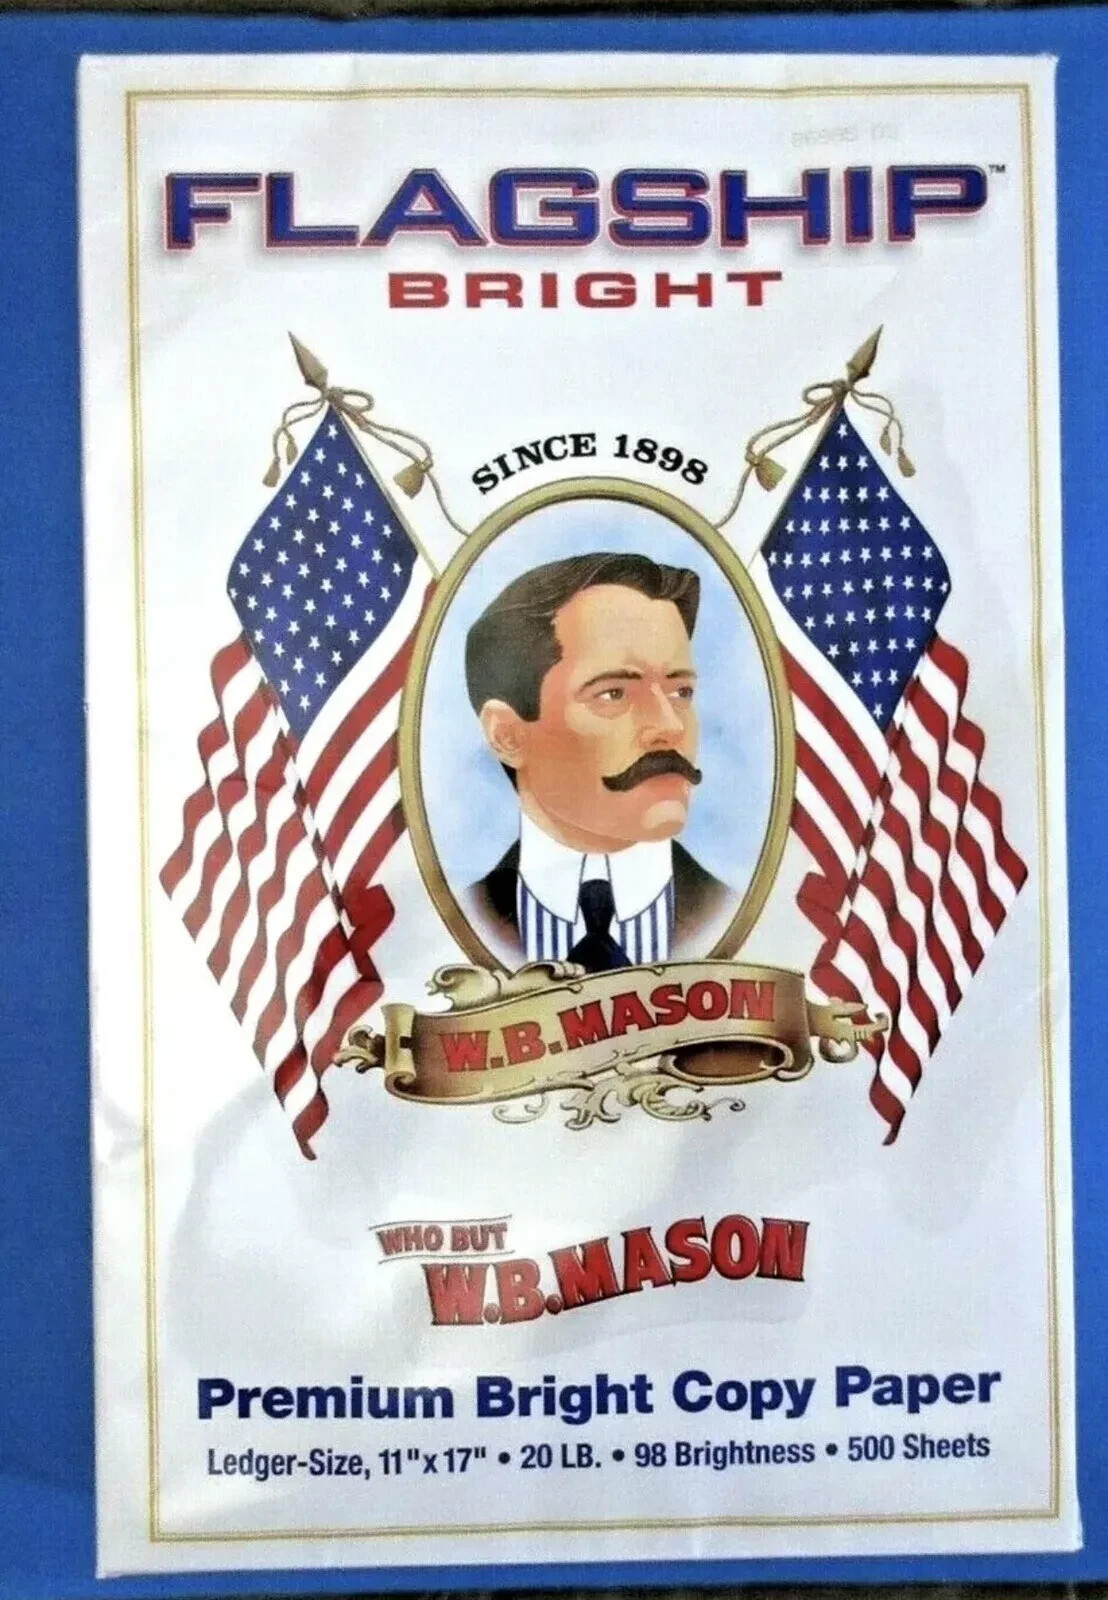 FLAGSHIP™
BRIGHT
SINCE 1898
W.B. MASON
WHO BUT
W.B. MASON
Premium Bright Copy Paper
Ledger-Size, 11" x 17" • 20 LB. • 98 Brightness • 500 Sheets